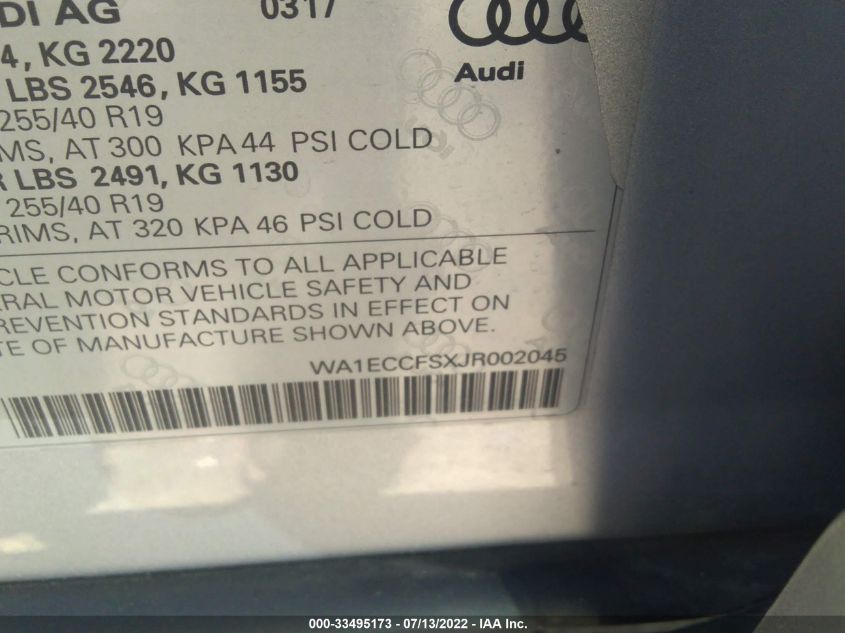 DI AG 0317
4, KG 2220
Audi
LBS 2546, KG 1155
255/40 R19
MS, AT 300 KPA 44 PSI COLD
R LBS 2491, KG 1130
255/40 R19
RIMS, AT 320 KPA 46 PSI COLD
CLE CONFORMS TO ALL APPLICABLE
ERAL MOTOR VEHICLE SAFETY AND
REVENTION STANDARDS IN EFFECT ON
TE OF MANUFACTURE SHOWN ABOVE.
WA1ECCFSXJR002045
000-33495173 - 07/13/2022 - IAA Inc.